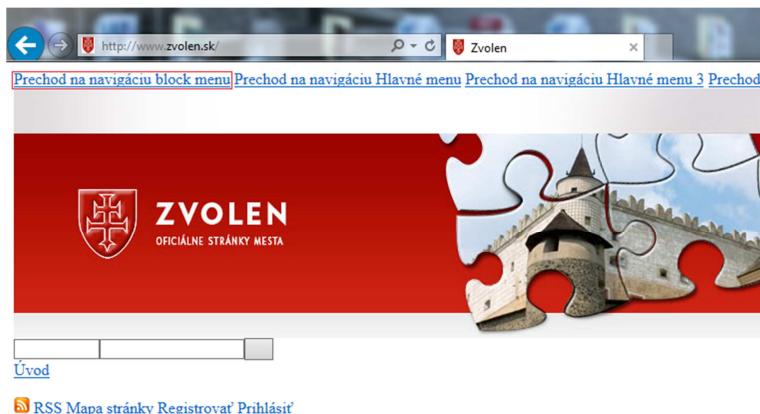 http://www.zvolen.sk/
Zvolen
Prechod na navigáciu block menu Prechod na navigáciu Hlavné menu Prechod na navigáciu Hlavné menu 3 Prechod
ZVOLEN
OFICIÁLNE STRÁNKY MESTA
Úvod
RSS Mapa stránky Registrovať Prihlásiť